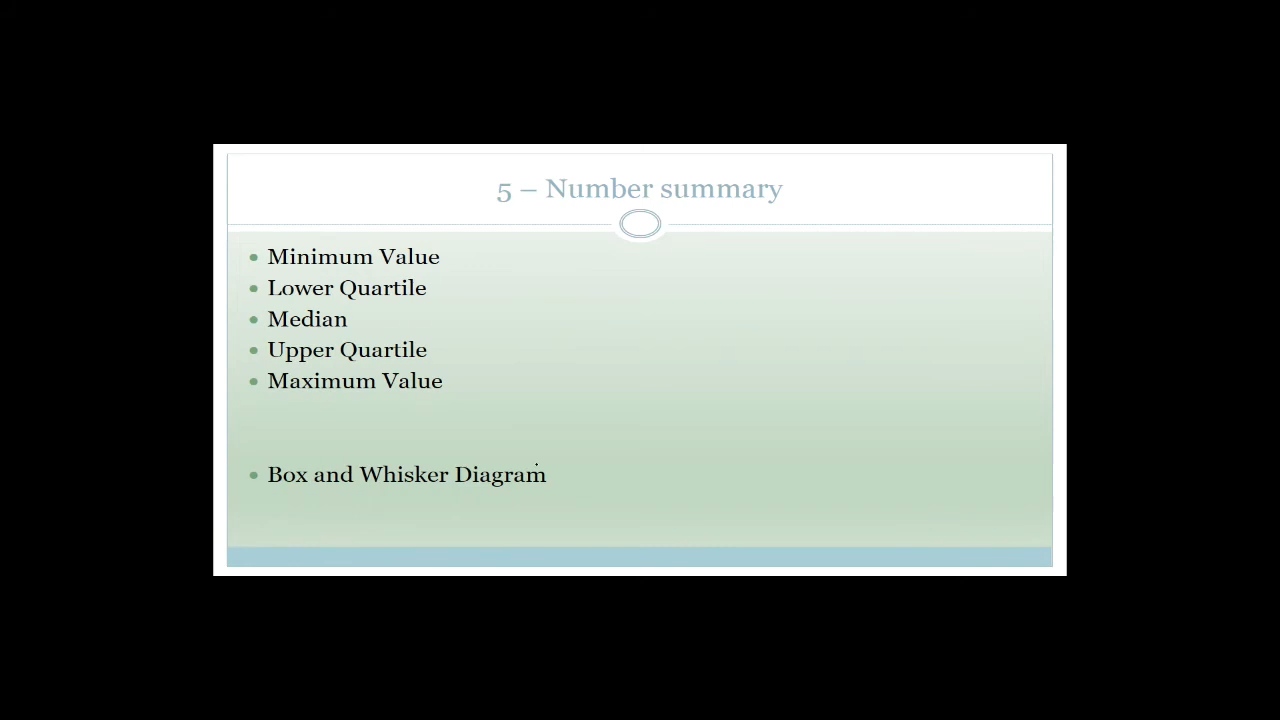 5 – Number summary
Minimum Value
Lower Quartile
Median
Upper Quartile
Maximum Value
Box and Whisker Diagram